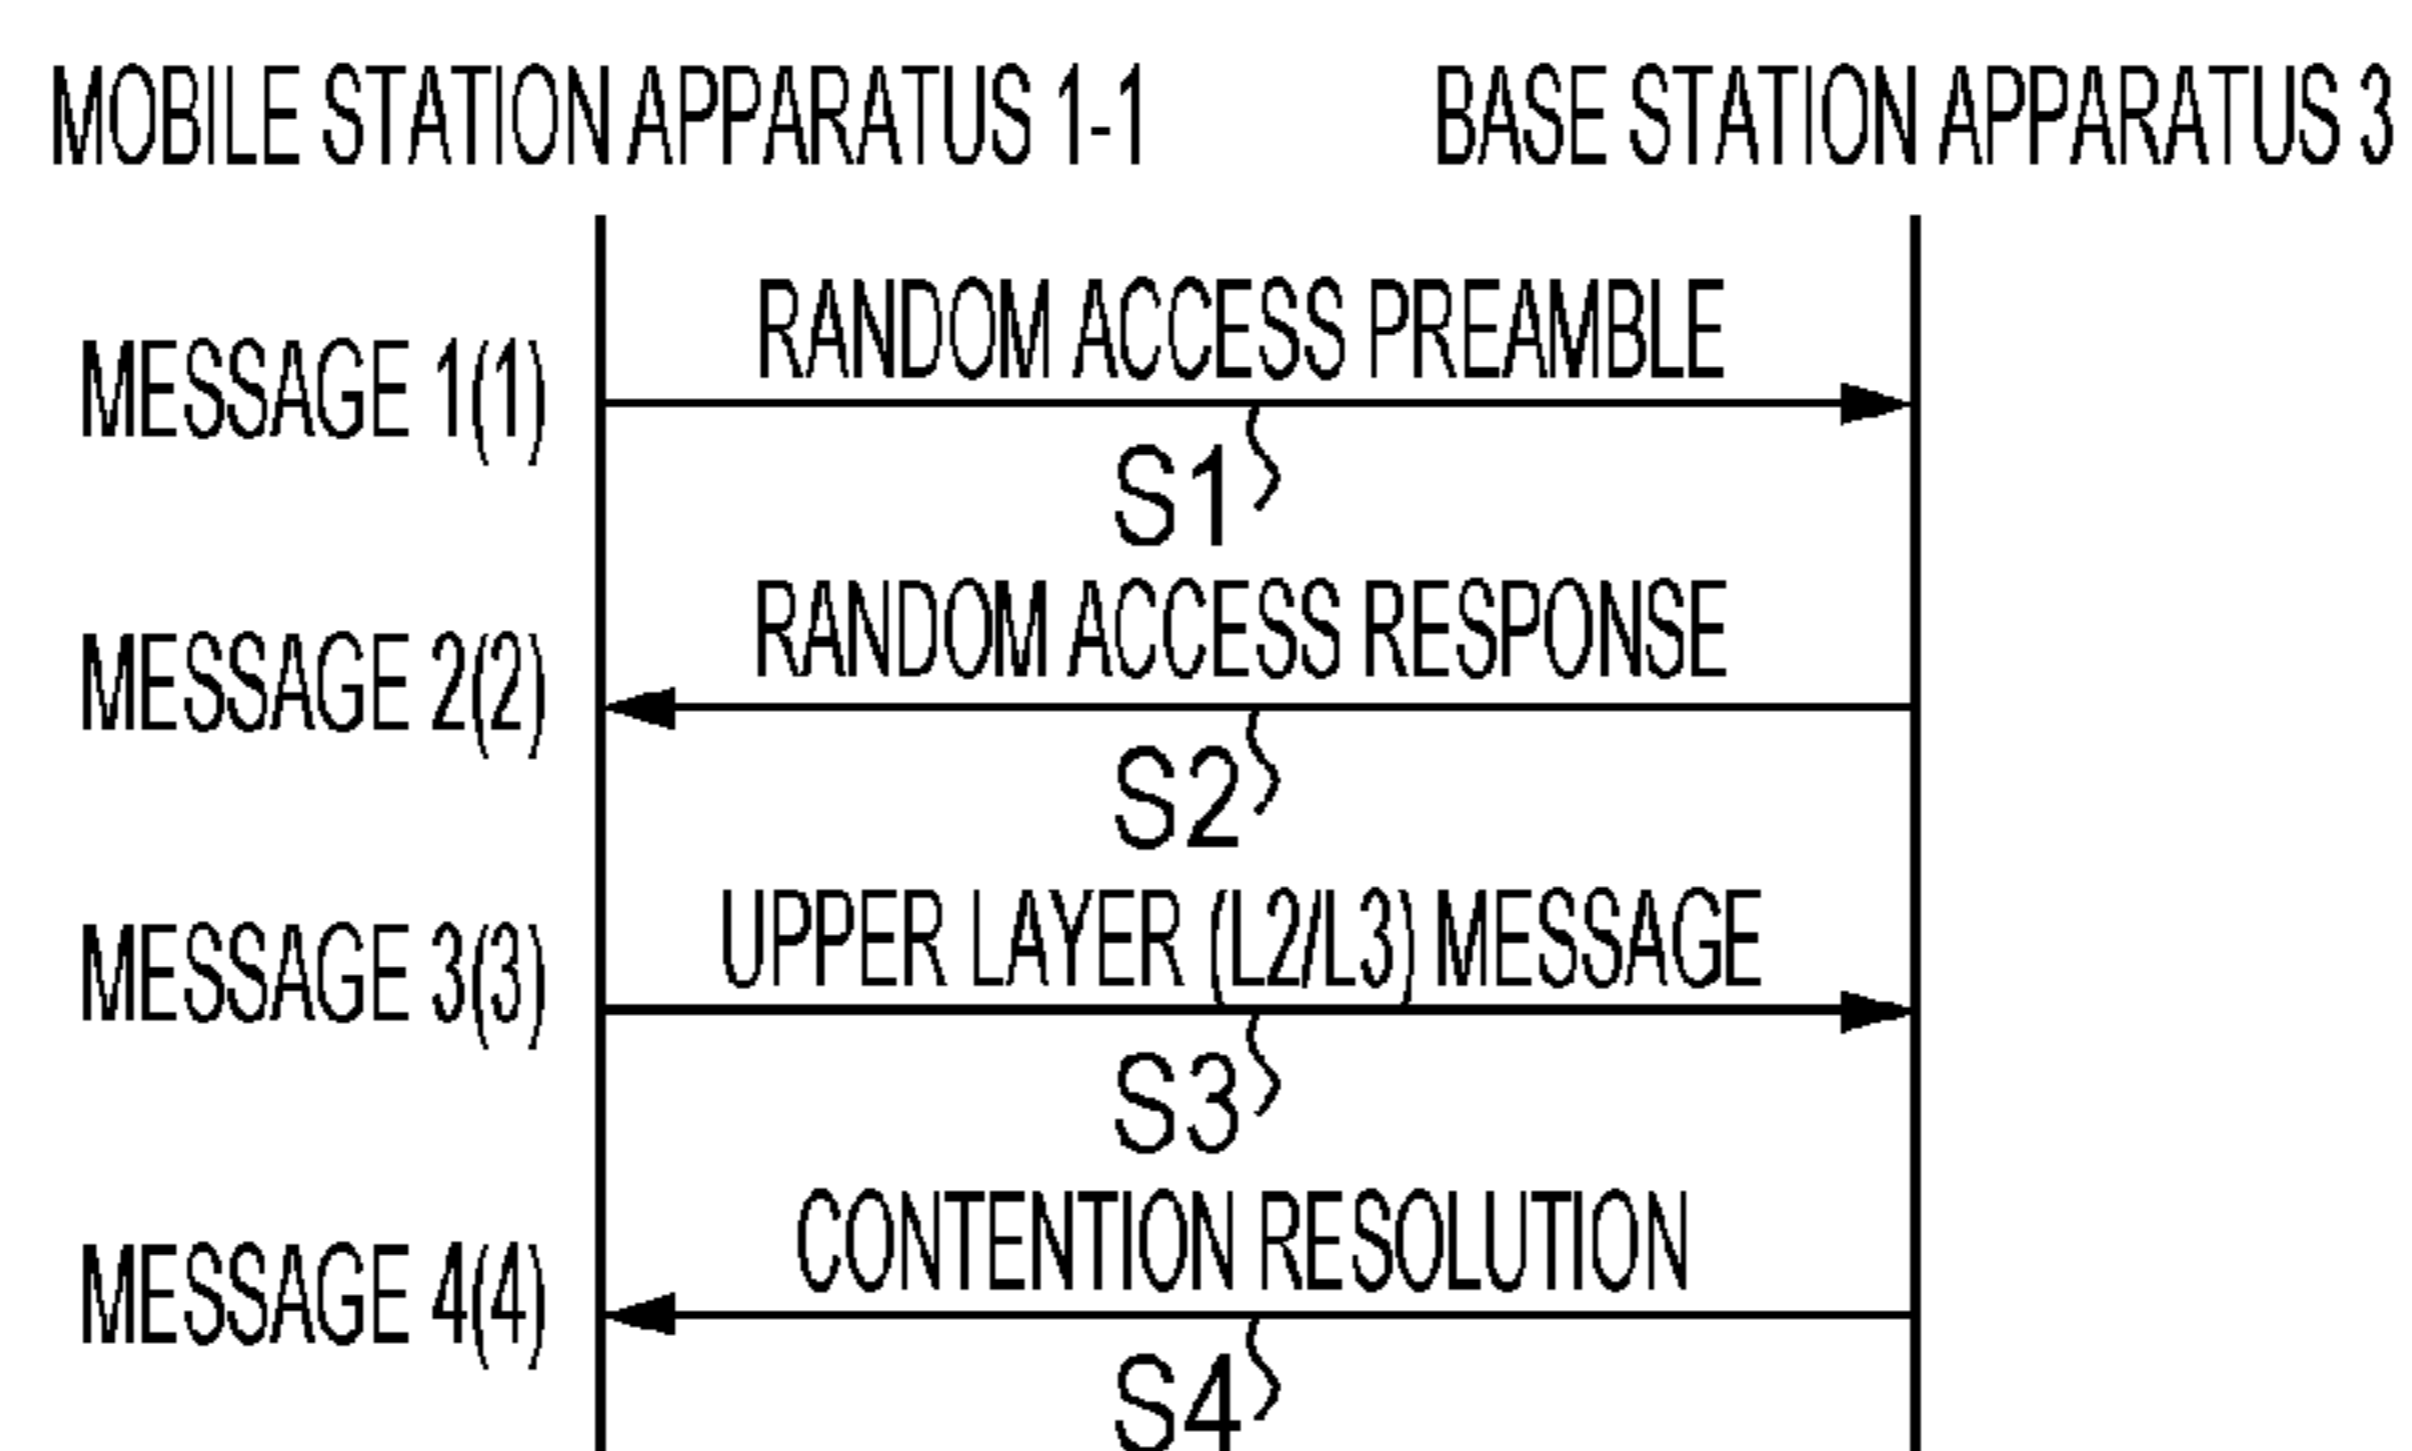 MOBILE STATION APPARATUS 1-1 BASE STATION APPARATUS 3
RANDOM ACCESS PREAMBLE
MESSAGE 1(1)
S1
RANDOM ACCESS RESPONSE
MESSAGE 2(2)
S2
UPPER LAYER (L2/L3) MESSAGE
MESSAGE 3(3)
S3
CONTENTION RESOLUTION
MESSAGE 4(4)
S4